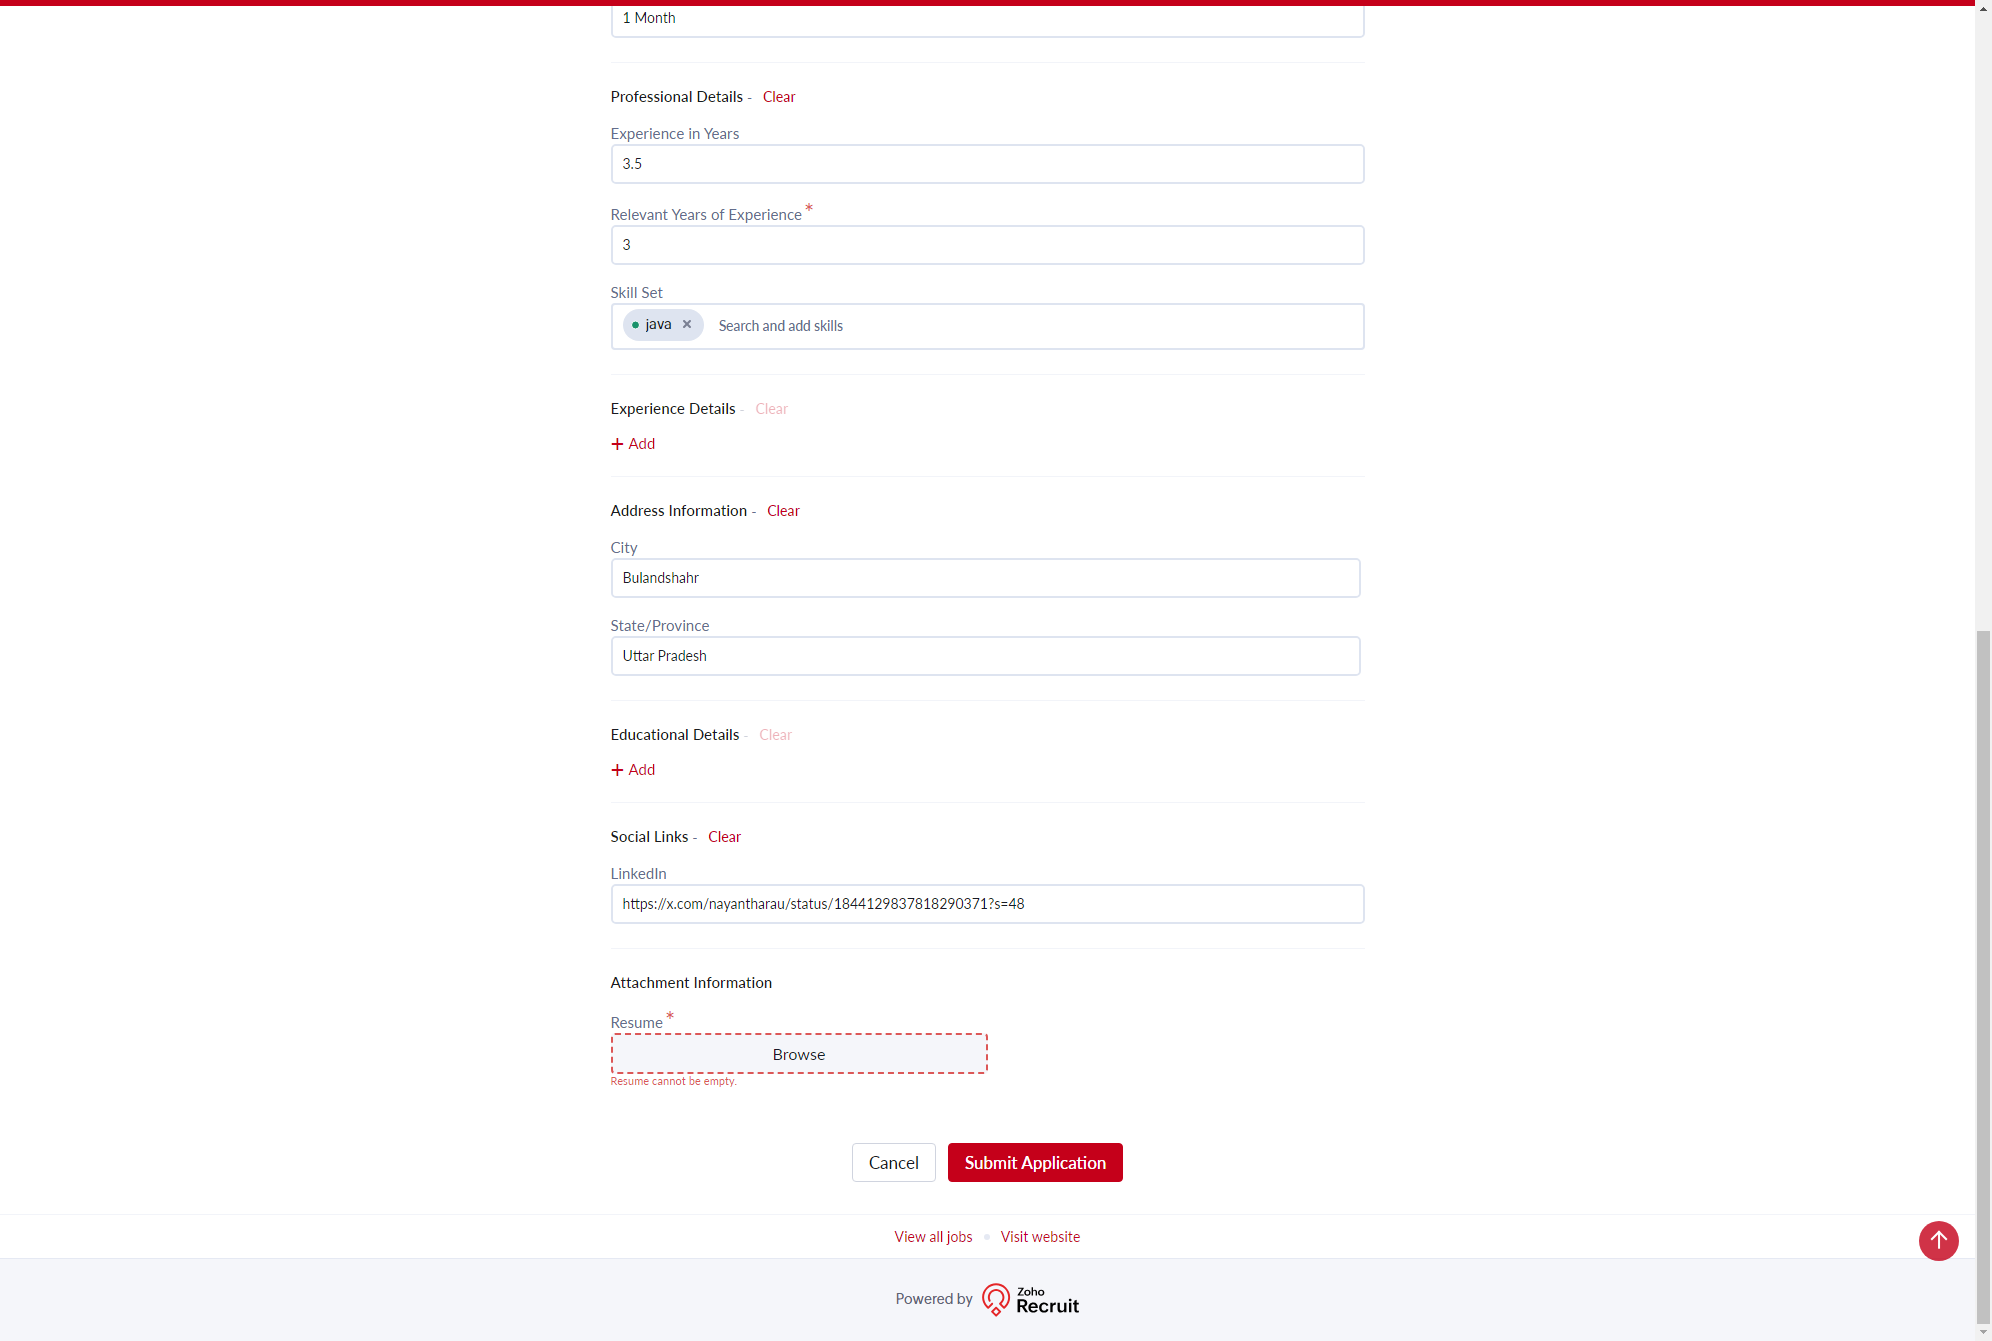 1 Month
Professional Details - Clear
Experience in Years
3.5
Relevant Years of Experience *
3
Skill Set
java × Search and add skills
Experience Details - Clear
+ Add
Address Information - Clear
City
Bulandshahr
State/Province
Uttar Pradesh
Educational Details - Clear
+ Add
Social Links - Clear
LinkedIn
https://x.com/nayantharau/status/1844129837818290371?s=48
Attachment Information
Resume *
Browse
Resume cannot be empty.
Cancel Submit Application
View all jobs • Visit website
Powered by Zoho Recruit